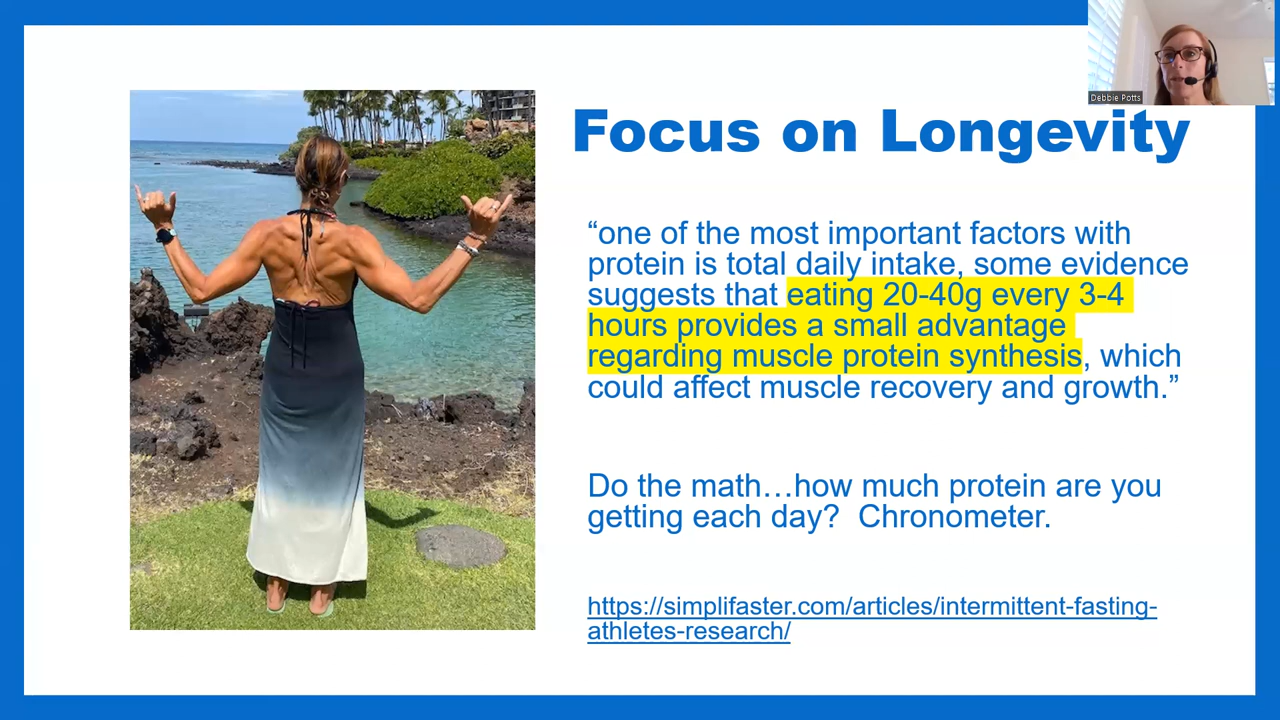 Debbie Potts
Focus on Longevity
“one of the most important factors with
protein is total daily intake, some evidence
suggests that eating 20-40g every 3-4
hours provides a small advantage
regarding muscle protein synthesis, which
could affect muscle recovery and growth.”
Do the math…how much protein are you
getting each day?  Chronometer.
https://simplifaster.com/articles/intermittent-fasting-
athletes-research/